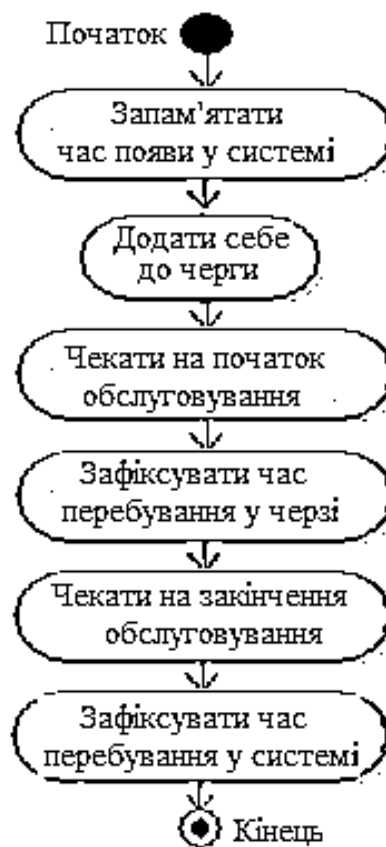 Початок
Запам'ятати
час появи у системі
Додати себе
до черги
Чекати на початок
обслуговування
Зафіксувати час
перебування у черзі
Чекати на закінчення
обслуговування
Зафіксувати час
перебування у системі
Кінець